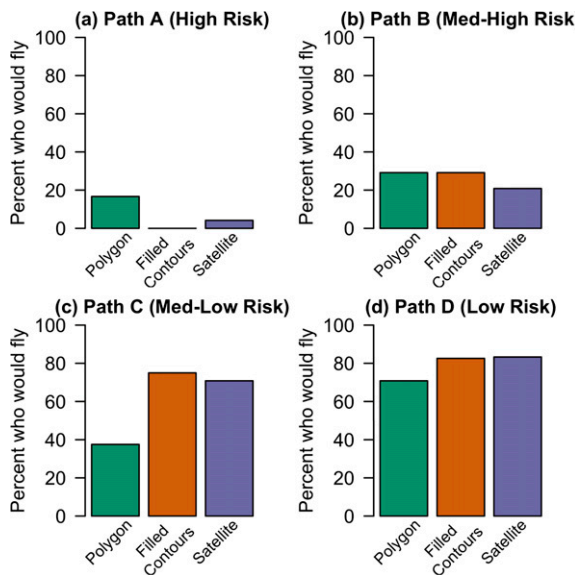 (a) Path A (High Risk)
Percent who would fly
100
80
60
40
20
0
Polygon
Filled
Contours
Satellite
(b) Path B (Med-High Risk
Percent who would fly
100
80
60
40
20
0
Polygon
Filled
Contours
Satellite
(c) Path C (Med-Low Risk)
Percent who would fly
100
80
60
40
20
0
Polygon
Filled
Contours
Satellite
(d) Path D (Low Risk)
Percent who would fly
100
80
60
40
20
0
Polygon
Filled
Contours
Satellite